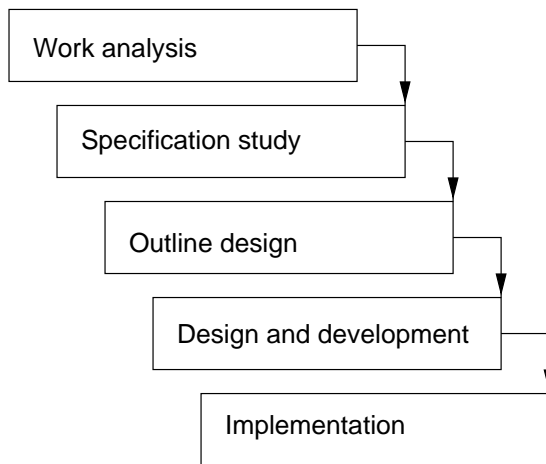 Work analysis
Specification study
Outline design
Design and development
Implementation